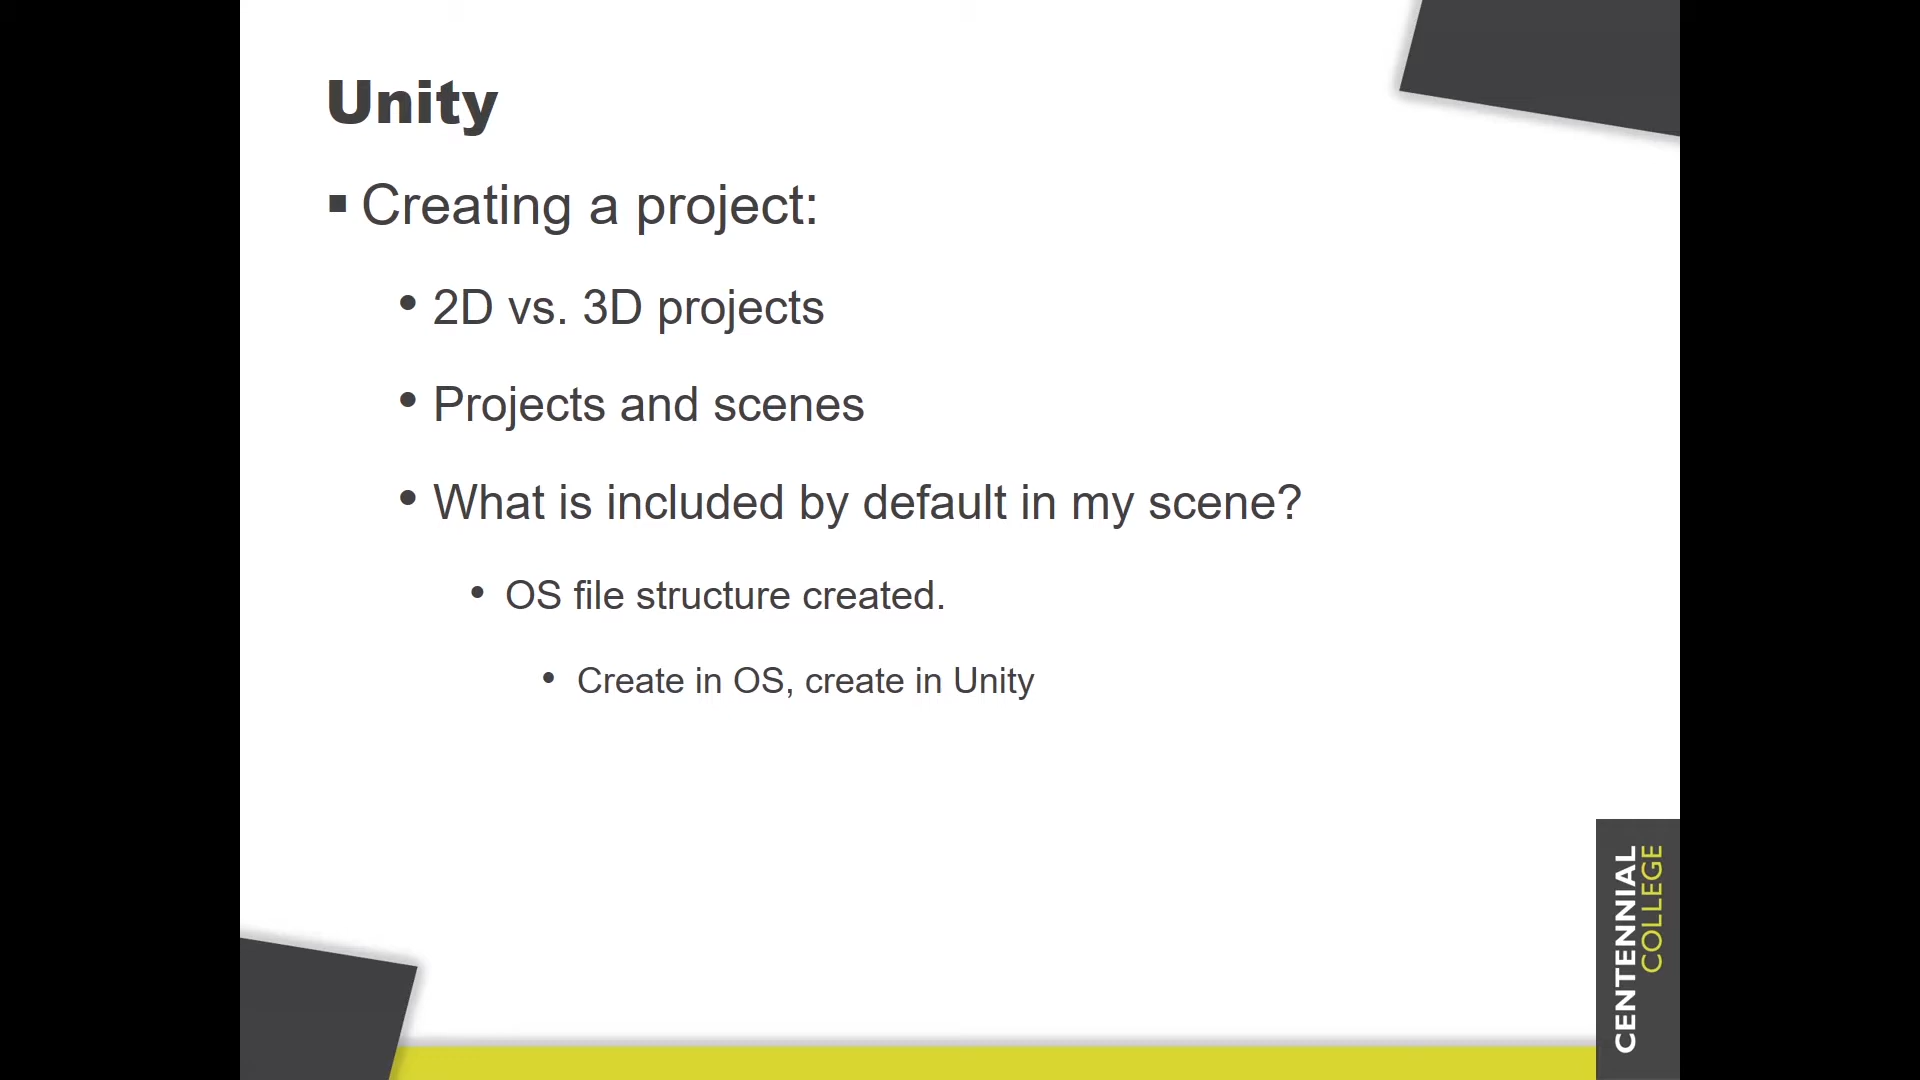 Unity
Creating a project:
2D vs. 3D projects
Projects and scenes
What is included by default in my scene?
OS file structure created.
Create in OS, create in Unity
CENTENNIAL
COLLEGE